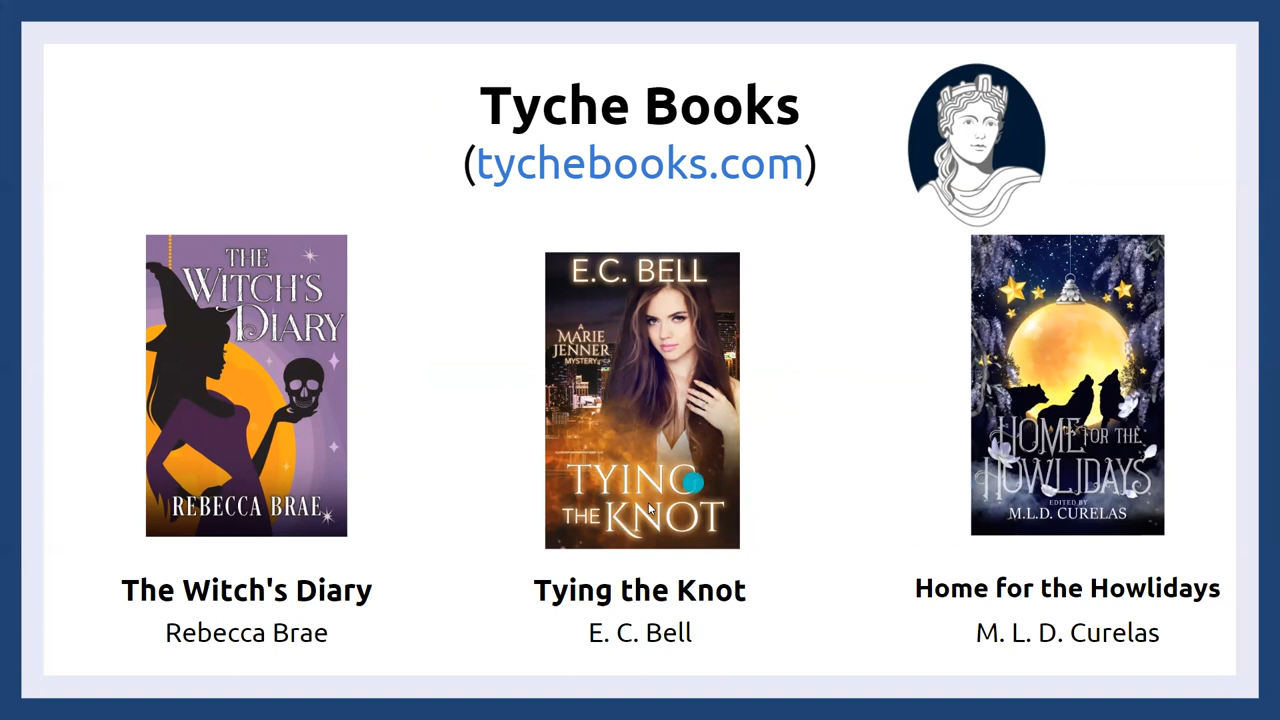 Tyche Books
(tychebooks.com)
THE
WITCH'S
DIARY
REBECCA BRAE
E.C. BELL
A
MARIE
JENNER
MYSTERY
TYING
THE KNOT
HOME FOR THE
HOWLIDAYS
EDITED BY
M.L.D. CURELAS
The Witch's Diary
Rebecca Brae
Tying the Knot
E. C. Bell
Home for the Howlidays
M. L. D. Curelas